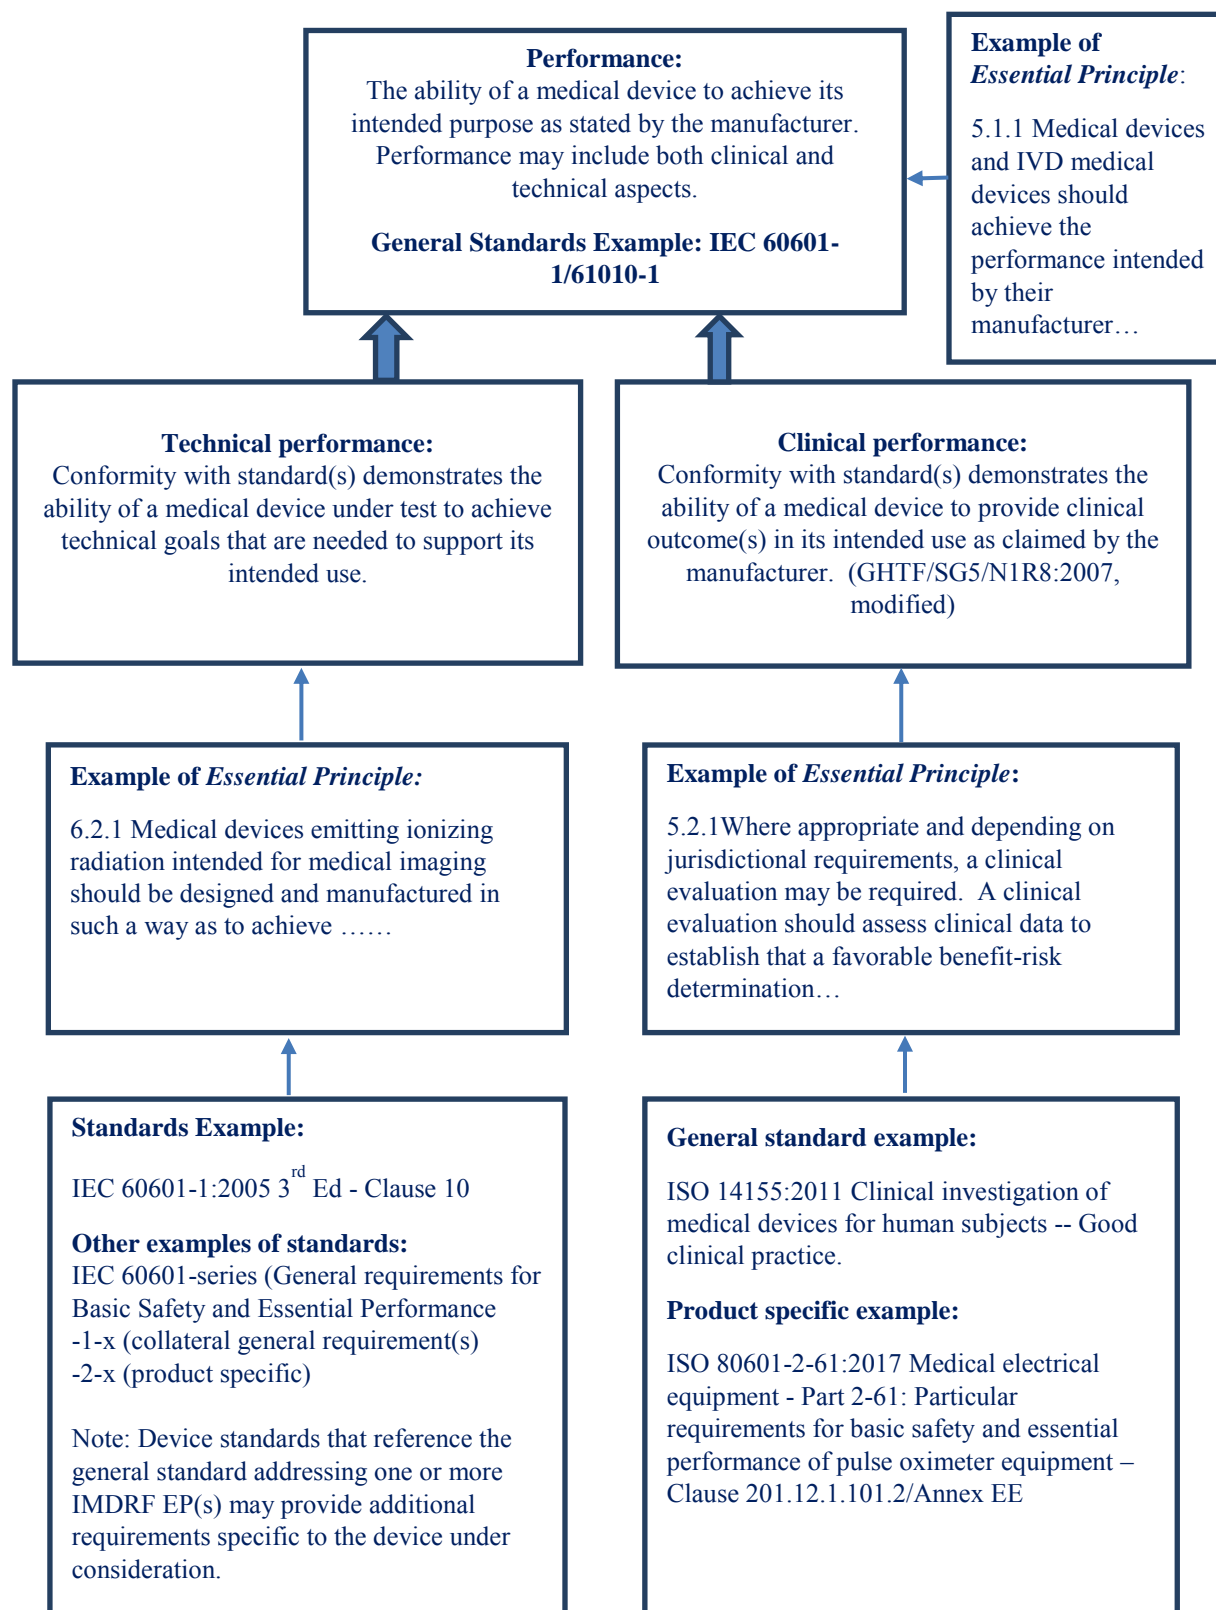 Performance:
The ability of a medical device to achieve its
intended purpose as stated by the manufacturer.
Performance may include both clinical and
technical aspects.
General Standards Example: IEC 60601-
1/61010-1
Example of
Essential Principle:
5.1.1 Medical devices
and IVD medical
devices should
achieve the
performance intended
by their
manufacturer…
Technical performance:
Conformity with standard(s) demonstrates the
ability of a medical device under test to achieve
technical goals that are needed to support its
intended use.
Clinical performance:
Conformity with standard(s) demonstrates the
ability of a medical device to provide clinical
outcome(s) in its intended use as claimed by the
manufacturer.  (GHTF/SG5/N1R8:2007,
modified)
Example of Essential Principle:
6.2.1 Medical devices emitting ionizing
radiation intended for medical imaging
should be designed and manufactured in
such a way as to achieve ……
Example of Essential Principle:
5.2.1Where appropriate and depending on
jurisdictional requirements, a clinical
evaluation may be required.  A clinical
evaluation should assess clinical data to
establish that a favorable benefit-risk
determination…
Standards Example:
IEC 60601-1:2005 3rd Ed - Clause 10
Other examples of standards:
IEC 60601-series (General requirements for
Basic Safety and Essential Performance
-1-x (collateral general requirement(s)
-2-x (product specific)
Note: Device standards that reference the
general standard addressing one or more
IMDRF EP(s) may provide additional
requirements specific to the device under
consideration.
General standard example:
ISO 14155:2011 Clinical investigation of
medical devices for human subjects -- Good
clinical practice.
Product specific example:
ISO 80601-2-61:2017 Medical electrical
equipment - Part 2-61: Particular
requirements for basic safety and essential
performance of pulse oximeter equipment –
Clause 201.12.1.101.2/Annex EE